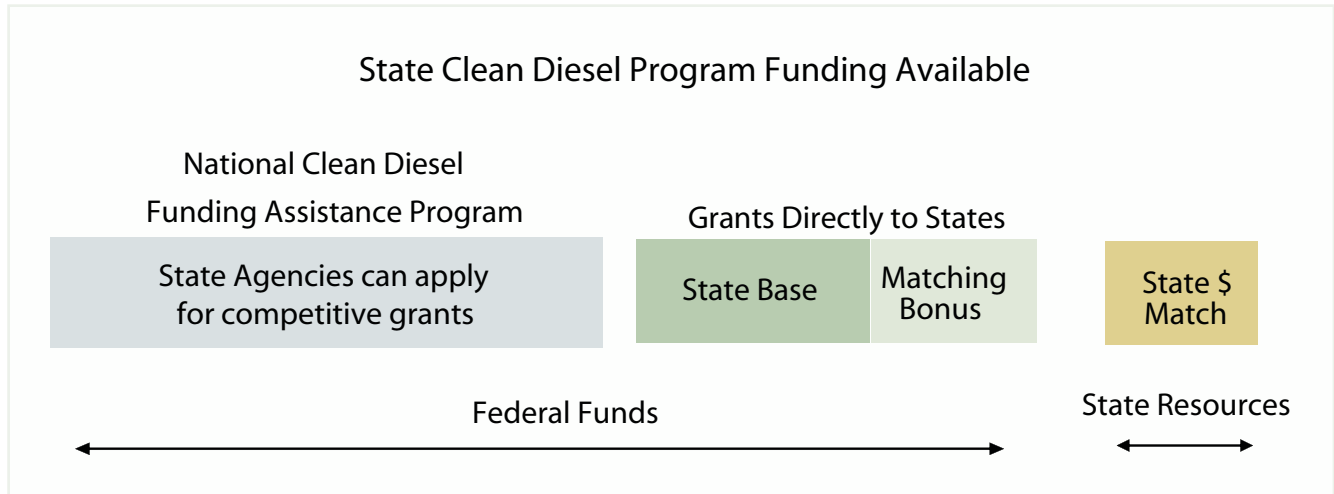 State Clean Diesel Program Funding Available
National Clean Diesel
Funding Assistance Program
Grants Directly to States
State Agencies can apply
for competitive grants
State Base
Matching
Bonus
State $
Match
Federal Funds
State Resources